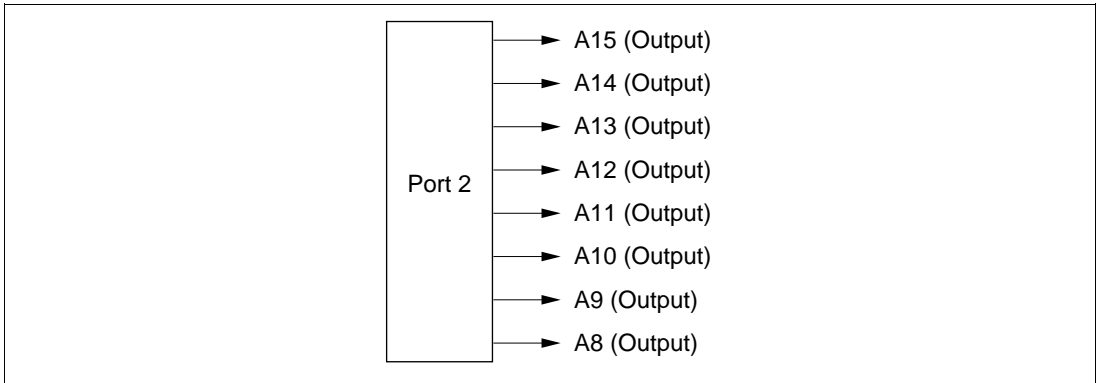 A15 (Output)
A14 (Output)
A13 (Output)
A12 (Output)
Port 2
A11 (Output)
A10 (Output)
A9 (Output)
A8 (Output)